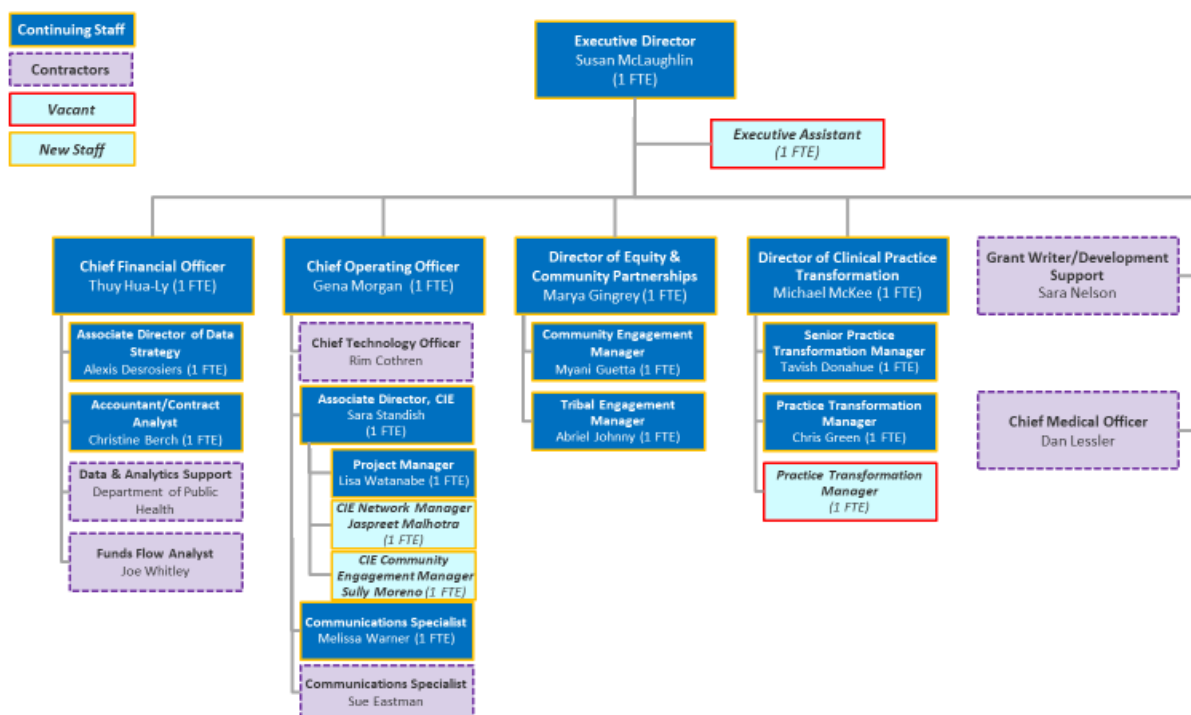 Continuing Staff
Contractors
Vacant
New Staff
Executive Director
Susan McLaughlin
(1 FTE)
Executive Assistant
(1 FTE)
Chief Financial Officer
Thuy Hua-Ly (1 FTE)
Associate Director of Data
Strategy
Alexis Desrosiers (1 FTE)
Accountant/Contract
Analyst
Christine Berch (1 FTE)
Data & Analytics Support
Department of Public
Health
Funds Flow Analyst
Joe Whitley
Chief Operating Officer
Gena Morgan (1 FTE)
Chief Technology Officer
Rim Cothren
Associate Director, CIE
Sara Standish
(1 FTE)
Project Manager
Lisa Watanabe (1 FTE)
CIE Network Manager
Jaspreet Malhotra
(1 FTE)
CIE Community
Engagement Manager
Sully Moreno (1 FTE)
Communications Specialist
Melissa Warner (1 FTE)
Communications Specialist
Sue Eastman
Director of Equity &
Community Partnerships
Marya Gingrey (1 FTE)
Community Engagement
Manager
Myani Guetta (1 FTE)
Tribal Engagement
Manager
Abriel Johnny (1 FTE)
Director of Clinical Practice
Transformation
Michael McKee (1 FTE)
Senior Practice
Transformation Manager
Tavish Donahue (1 FTE)
Practice Transformation
Manager
Chris Green (1 FTE)
Practice Transformation
Manager
(1 FTE)
Grant Writer/Development
Support
Sara Nelson
Chief Medical Officer
Dan Lessler